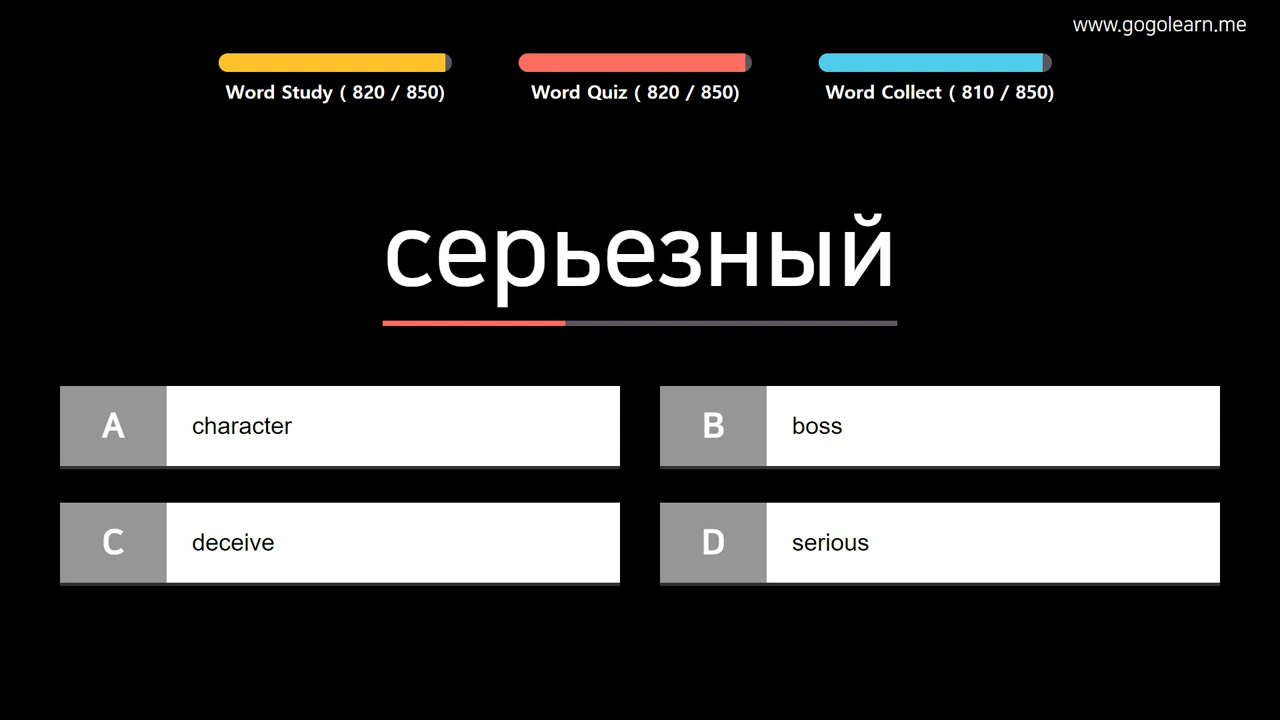 www.gogolearn.me
Word Study ( 820 / 850)
Word Quiz ( 820 / 850)
Word Collect ( 810 / 850)
серьезный
A character
B boss
C deceive
D serious